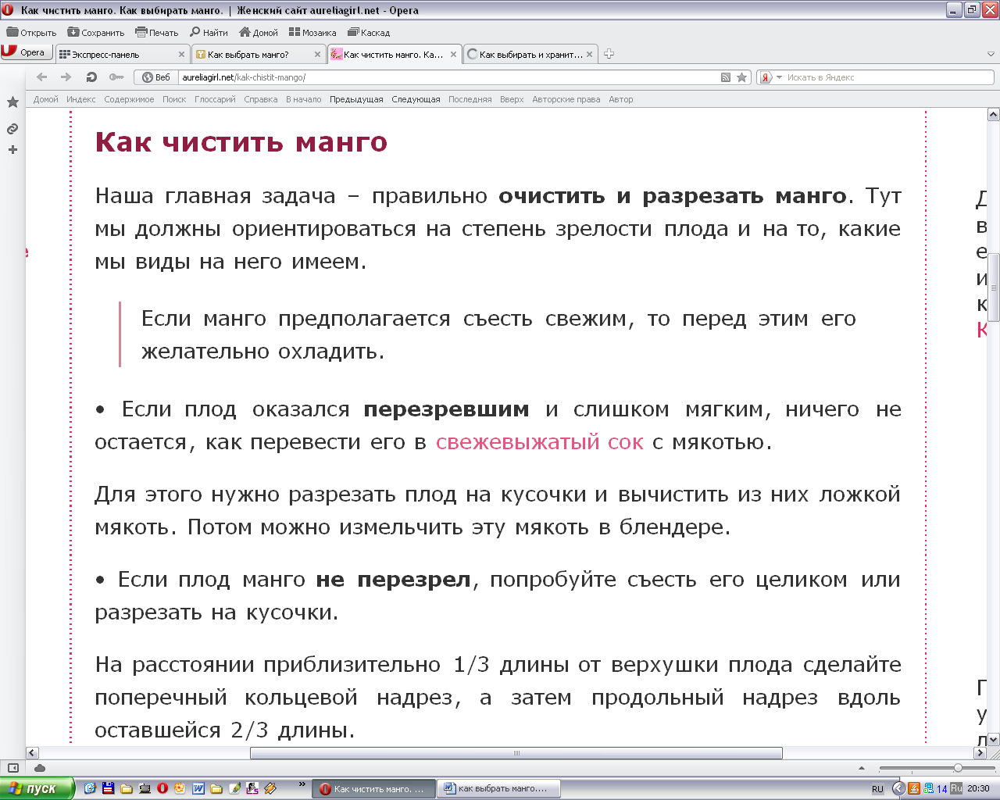 Как чистить манго. Как выбирать манго. | Женский сайт aureliagirl.net - Opera
Открыть Сохранить Печать Найти Домой Мозаика Каскад
Opera Экспресс-панель Как выбрать манго? Как чистить манго. Ка... Как выбирать и хранит...
Веб aureliagirl.net/kak-chistit-mango/ Искать в Яндекс
Домой Индекс Содержимое Поиск Глоссарий Справка В начало Предыдущая Следующая Последняя Вверх Авторские права Автор
Как чистить манго
Наша главная задача – правильно очистить и разрезать манго. Тут
мы должны ориентироваться на степень зрелости плода и на то, какие
мы виды на него имеем.
Если манго предполагается съесть свежим, то перед этим его
желательно охладить.
• Если плод оказался перезревшим и слишком мягким, ничего не
остается, как перевести его в свежевыжатый сок с мякотью.
Для этого нужно разрезать плод на кусочки и вычистить из них ложкой
мякоть. Потом можно измельчить эту мякоть в блендере.
• Если плод манго не перезрел, попробуйте съесть его целиком или
разрезать на кусочки.
На расстоянии приблизительно 1/3 длины от верхушки плода сделайте
поперечный кольцевой надрез, а затем продольный надрез вдоль
оставшейся 2/3 длины.
пуск Как чистить манго. ... как выбрать манго.... RU 14 Ru 20:30